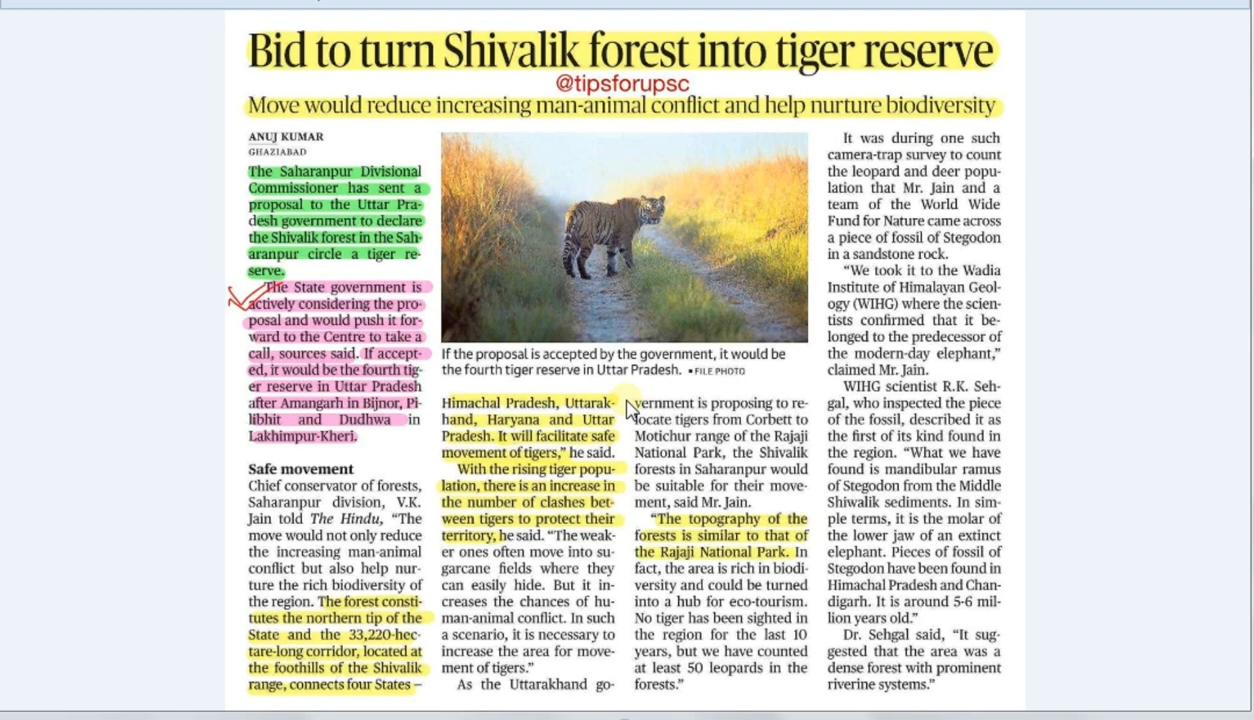 Bid to turn Shivalik forest into tiger reserve
@tipsforupsc
Move would reduce increasing man-animal conflict and help nurture biodiversity
ANUJ KUMAR
GHAZIABAD
The Saharanpur Divisional
Commissioner has sent a
proposal to the Uttar Pra-
desh government to declare
the Shivalik forest in the Sah-
aranpur circle a tiger re-
serve.
The State government is
actively considering the pro-
posal and would push it for-
ward to the Centre to take a
call, sources said. If accept-
ed, it would be the fourth tig-
er reserve in Uttar Pradesh
after Amangarh in Bijnor, Pi-
libhit and Dudhwa in
Lakhimpur-Kheri.
Safe movement
Chief conservator of forests,
Saharanpur division, V.K.
Jain told The Hindu, “The
move would not only reduce
the increasing man-animal
conflict but also help nur-
ture the rich biodiversity of
the region. The forest consti-
tutes the northern tip of the
State and the 33,220-hec-
tare-long corridor, located at
the foothills of the Shivalik
range, connects four States –
If the proposal is accepted by the government, it would be
the fourth tiger reserve in Uttar Pradesh. ▪FILE PHOTO
Himachal Pradesh, Uttarak-
hand, Haryana and Uttar
Pradesh. It will facilitate safe
movement of tigers,” he said.
With the rising tiger popu-
lation, there is an increase in
the number of clashes bet-
ween tigers to protect their
territory, he said. “The weak-
er ones often move into su-
garcane fields where they
can easily hide. But it in-
creases the chances of hu-
man-animal conflict. In such
a scenario, it is necessary to
increase the area for move-
ment of tigers.”
As the Uttarakhand go-
vernment is proposing to re-
locate tigers from Corbett to
Motichur range of the Rajaji
National Park, the Shivalik
forests in Saharanpur would
be suitable for their move-
ment, said Mr. Jain.
“The topography of the
forests is similar to that of
the Rajaji National Park. In
fact, the area is rich in biodi-
versity and could be turned
into a hub for eco-tourism.
No tiger has been sighted in
the region for the last 10
years, but we have counted
at least 50 leopards in the
forests.”
It was during one such
camera-trap survey to count
the leopard and deer popu-
lation that Mr. Jain and a
team of the World Wide
Fund for Nature came across
a piece of fossil of Stegodon
in a sandstone rock.
“We took it to the Wadia
Institute of Himalayan Geol-
ogy (WIHG) where the scien-
tists confirmed that it be-
longed to the predecessor of
the modern-day elephant,”
claimed Mr. Jain.
WIHG scientist R.K. Seh-
gal, who inspected the piece
of the fossil, described it as
the first of its kind found in
the region. “What we have
found is mandibular ramus
of Stegodon from the Middle
Shiwalik sediments. In sim-
ple terms, it is the molar of
the lower jaw of an extinct
elephant. Pieces of fossil of
Stegodon have been found in
Himachal Pradesh and Chan-
digarh. It is around 5-6 mil-
lion years old.”
Dr. Sehgal said, “It sug-
gested that the area was a
dense forest with prominent
riverine systems.”